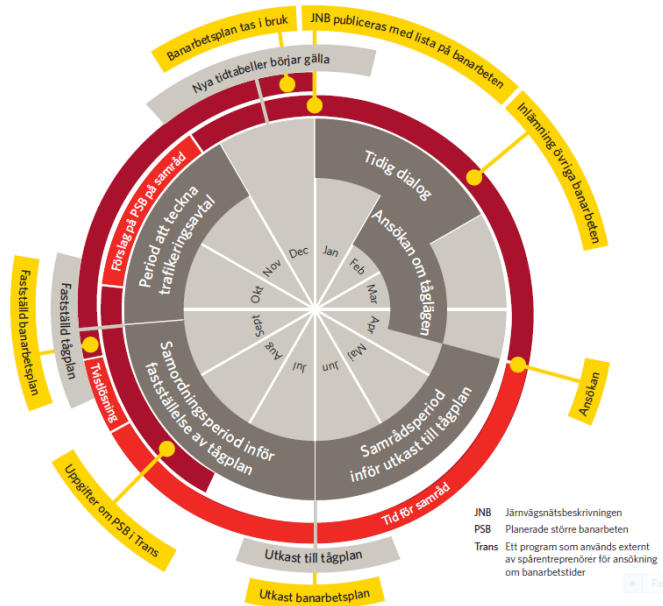 Banarbetsplan tas i bruk
JNB publiceras med lista på banarbeten
Nya tidtabeller börjar gälla
Inlämning övriga banarbeten
Förslag på PSB på samråd
Period att teckna
trafikeringsavtal
Tidig dialog
Ansökan om tåglägen
Jan
Feb
Mar
Apr
Maj
Jun
Jul
Aug
Sept
Okt
Nov
Dec
Fastställd banarbetsplan
Fastställd tågplan
Tvistlösning
Samordningsperiod inför
fastställelse av tågplan
Samrådsperiod
inför utkast till tågplan
Ansökan
Uppgifter om PSB i Trans
Tid för samråd
Utkast till tågplan
Utkast banarbetsplan
JNB Järnvägsnätsbeskrivningen
PSB Planerade större banarbeten
Trans Ett program som används externt
av spårentreprenörer för ansökning
om banarbetstider